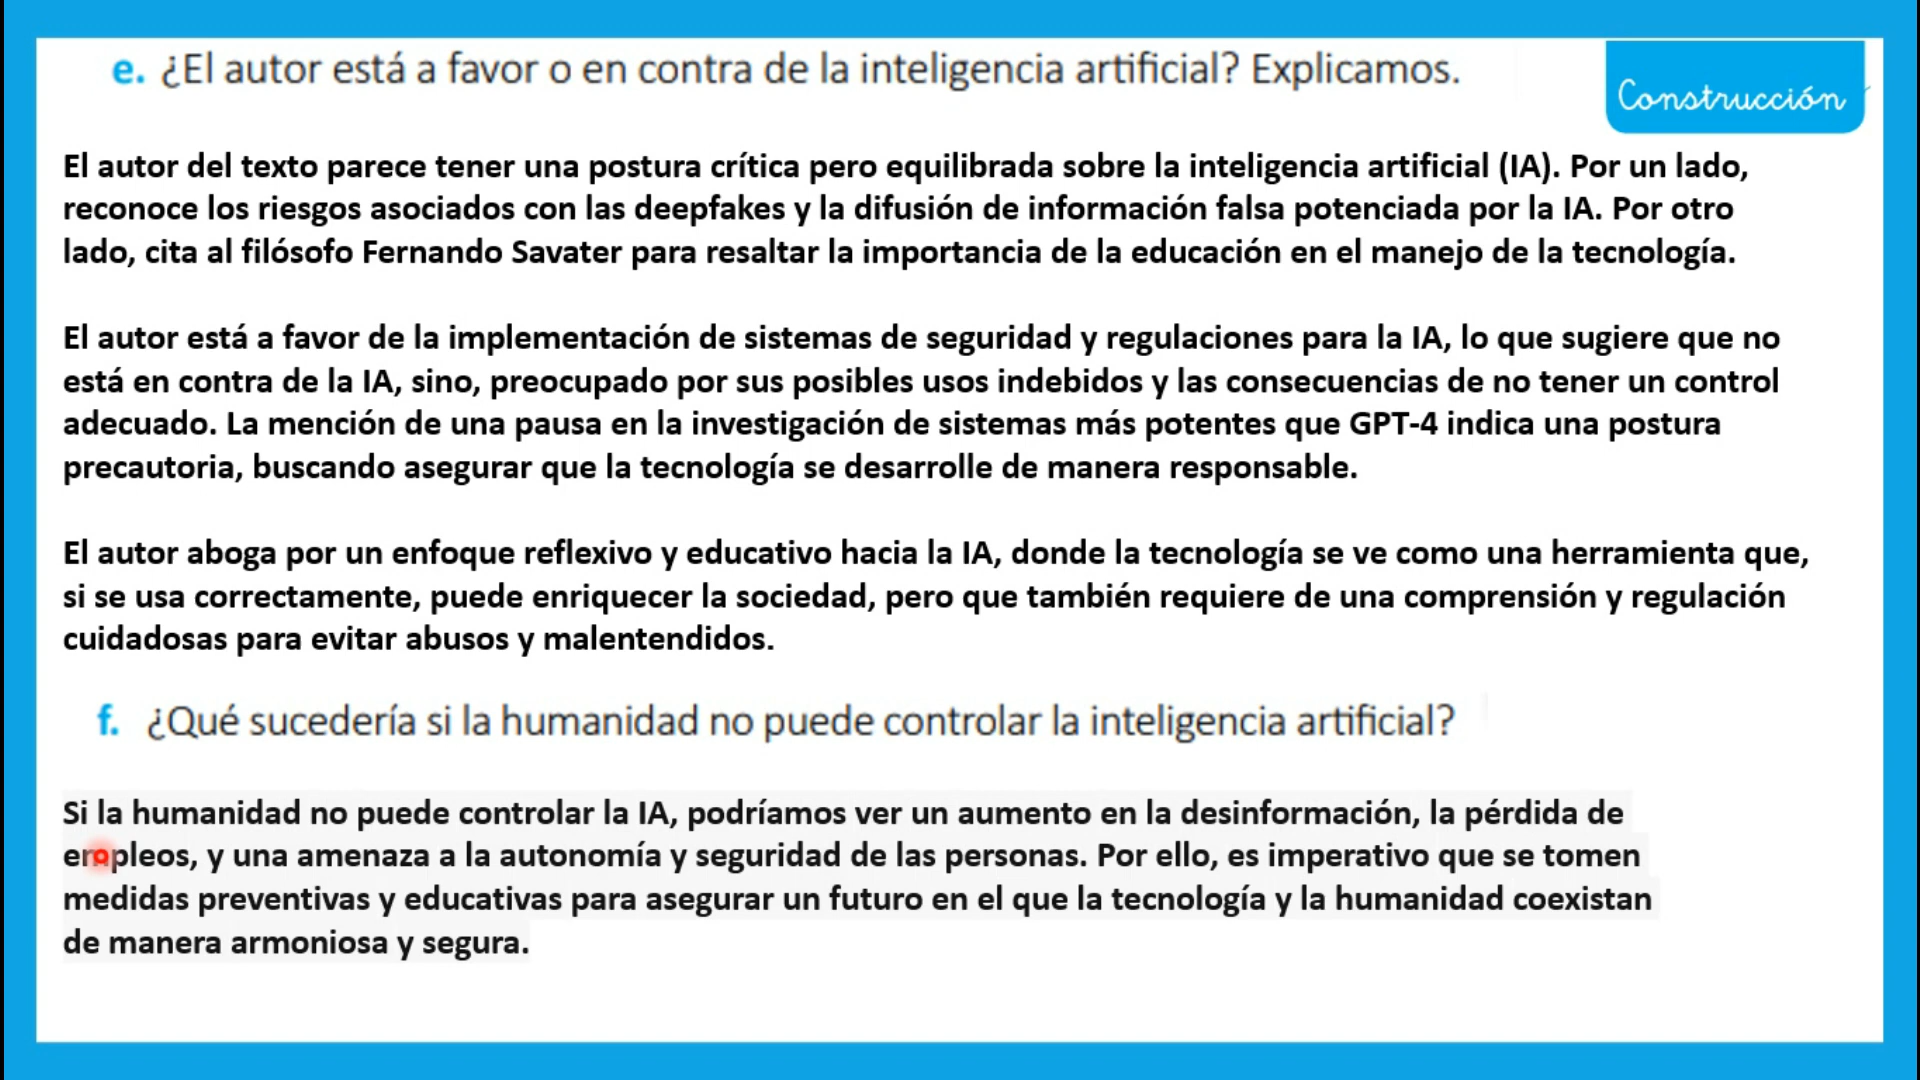 e. ¿El autor está a favor o en contra de la inteligencia artificial? Explicamos.
Construcción
El autor del texto parece tener una postura crítica pero equilibrada sobre la inteligencia artificial (IA). Por un lado,
reconoce los riesgos asociados con las deepfakes y la difusión de información falsa potenciada por la IA. Por otro
lado, cita al filósofo Fernando Savater para resaltar la importancia de la educación en el manejo de la tecnología.
El autor está a favor de la implementación de sistemas de seguridad y regulaciones para la IA, lo que sugiere que no
está en contra de la IA, sino, preocupado por sus posibles usos indebidos y las consecuencias de no tener un control
adecuado. La mención de una pausa en la investigación de sistemas más potentes que GPT-4 indica una postura
precautoria, buscando asegurar que la tecnología se desarrolle de manera responsable.
El autor aboga por un enfoque reflexivo y educativo hacia la IA, donde la tecnología se ve como una herramienta que,
si se usa correctamente, puede enriquecer la sociedad, pero que también requiere de una comprensión y regulación
cuidadosas para evitar abusos y malentendidos.
f. ¿Qué sucedería si la humanidad no puede controlar la inteligencia artificial?
Si la humanidad no puede controlar la IA, podríamos ver un aumento en la desinformación, la pérdida de
empleos, y una amenaza a la autonomía y seguridad de las personas. Por ello, es imperativo que se tomen
medidas preventivas y educativas para asegurar un futuro en el que la tecnología y la humanidad coexistan
de manera armoniosa y segura.